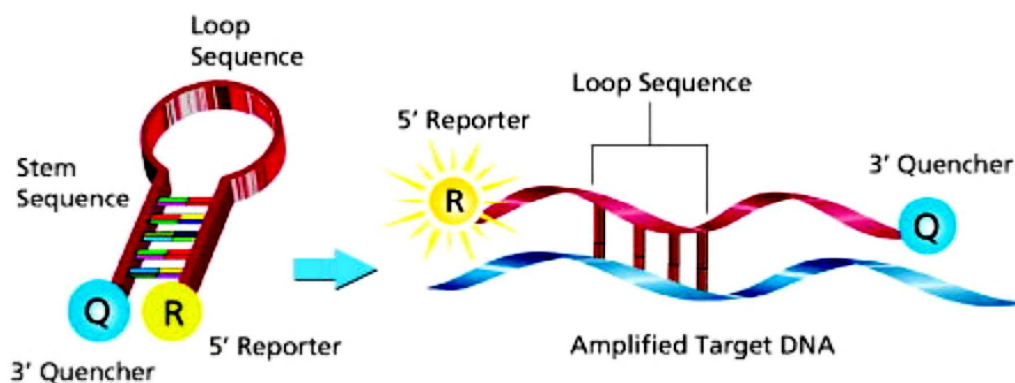 Loop
Sequence
Stem
Sequence
Q
R
3' Quencher
5' Reporter
Loop Sequence
5' Reporter
3' Quencher
R
Q
Amplified Target DNA